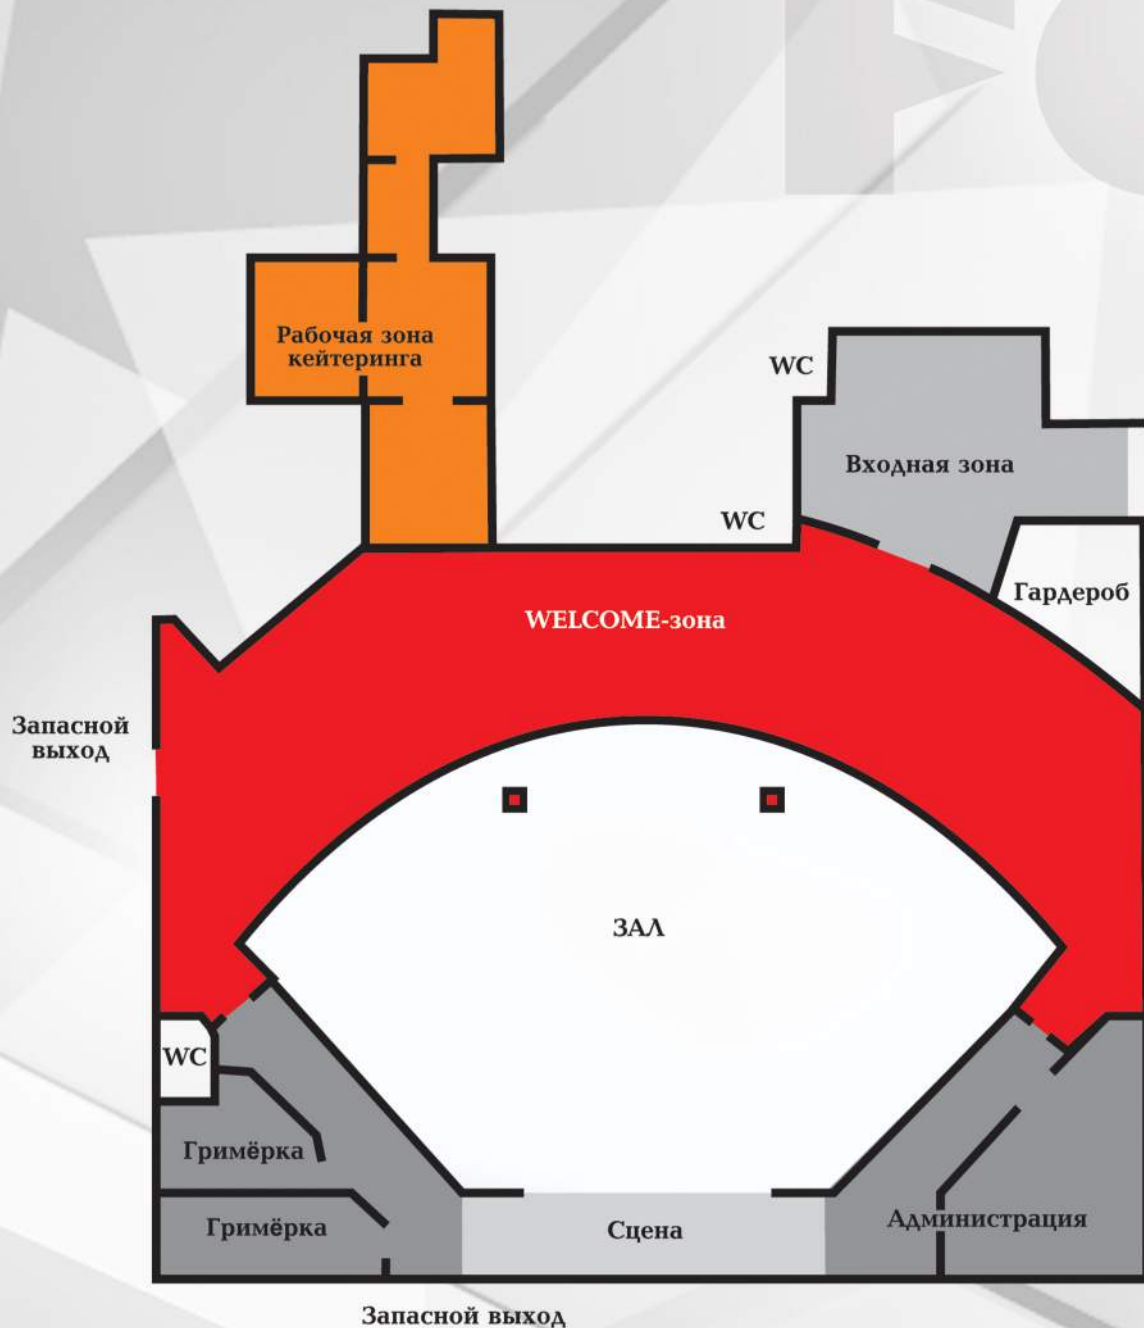 Рабочая зона
кейтеринга
WC
Входная зона
WC
Гардероб
WELCOME-зона
Запасной
выход
ЗАЛ
WC
Гримёрка
Гримёрка
Сцена
Администрация
Запасной выход